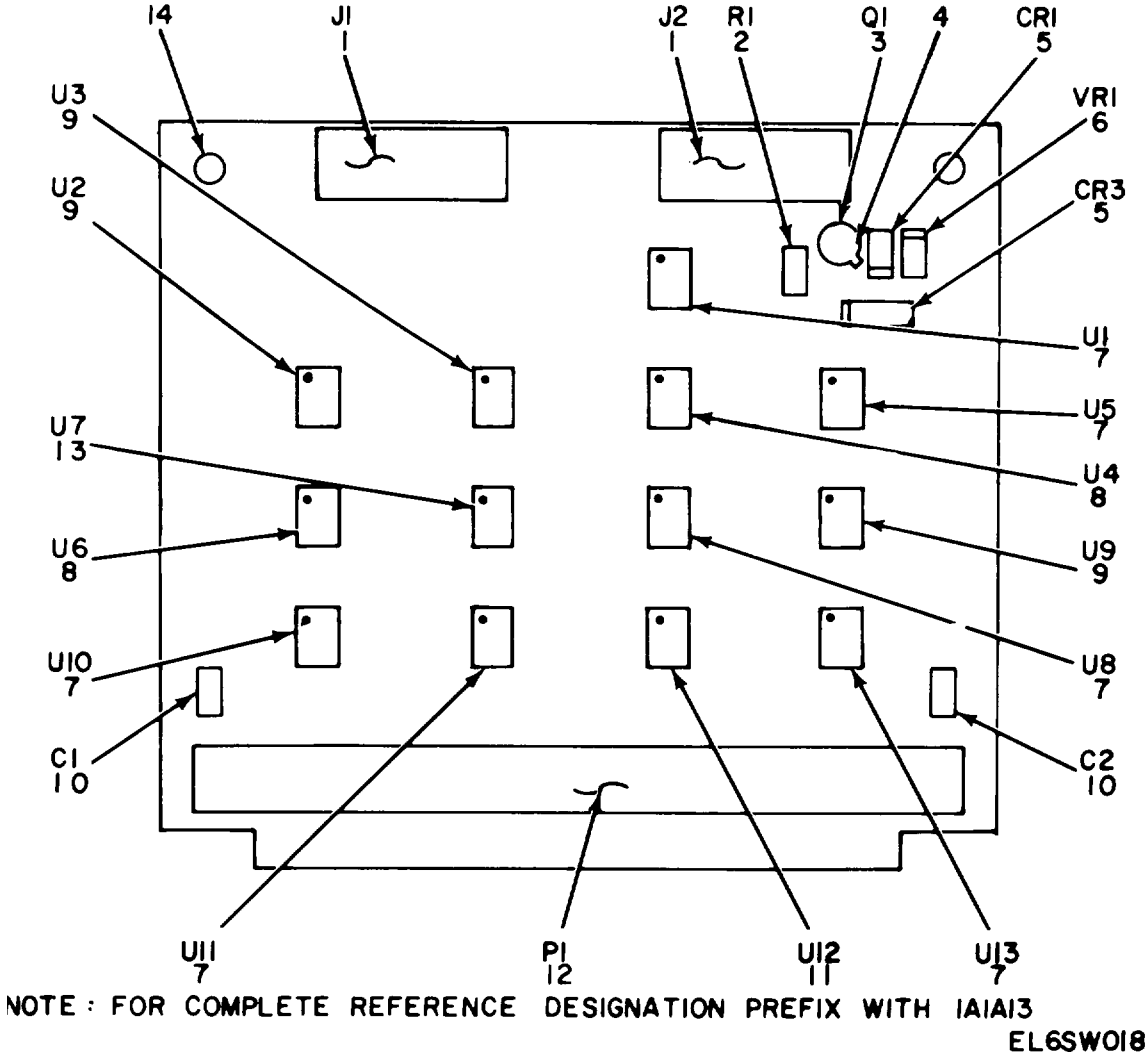 14
J1
1
J2
1
R1
2
Q1
3
4
CR1
5
U3
9
VR1
6
U2
9
CR3
5
U1
7
U7
13
U5
7
U4
8
U6
8
U9
9
U10
7
U8
7
C1
10
C2
10
U11
7
P1
12
U12
11
U13
7
NOTE : FOR COMPLETE REFERENCE DESIGNATION PREFIX WITH 1A1A13
EL6SW018